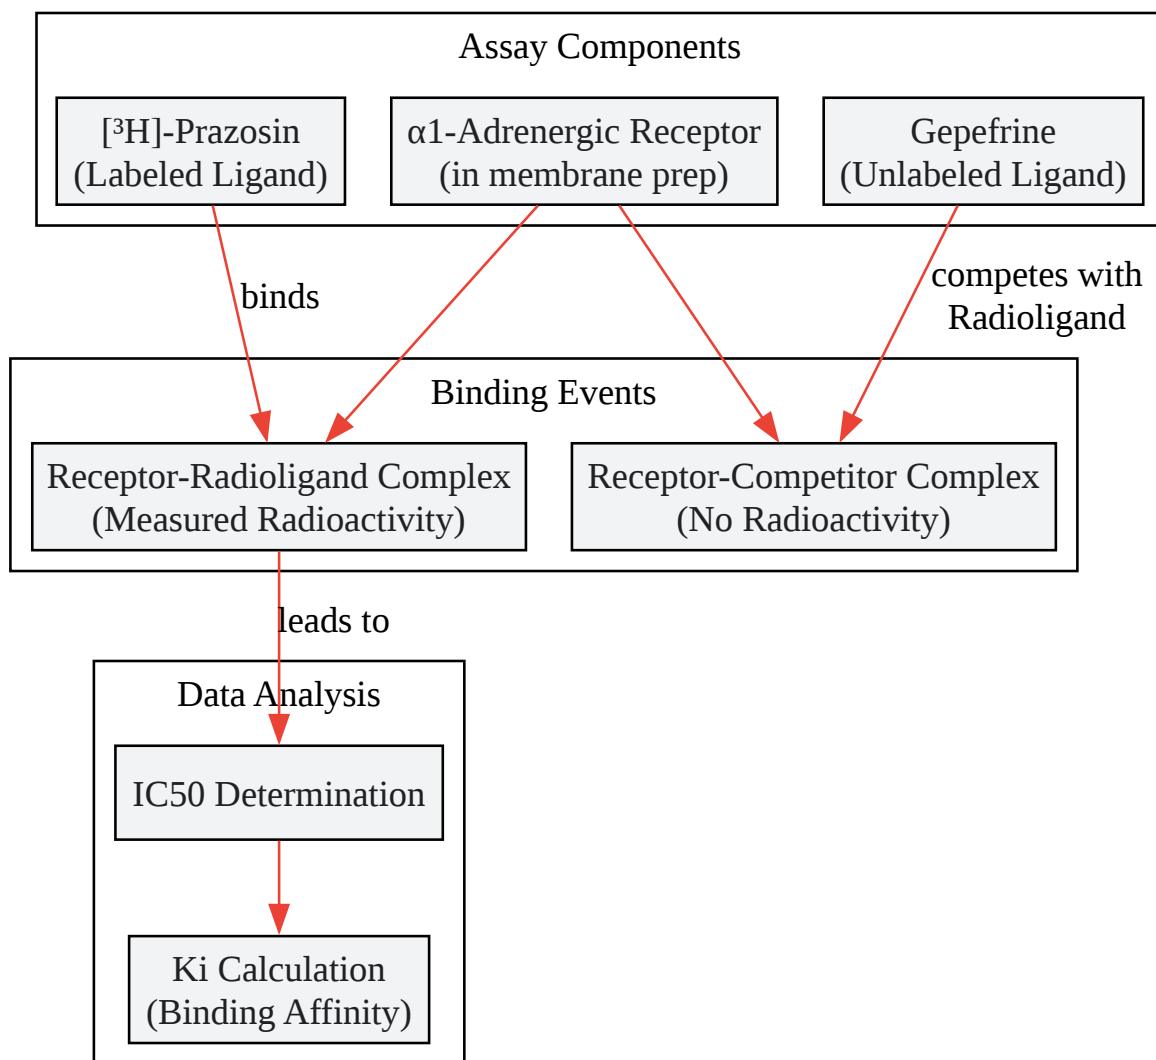 Assay Components
[³H]-Prazosin
(Labeled Ligand)
α1-Adrenergic Receptor
(in membrane prep)
Gepefrine
(Unlabeled Ligand)
binds
competes with
Radioligand
Binding Events
Receptor-Radioligand Complex
(Measured Radioactivity)
Receptor-Competitor Complex
(No Radioactivity)
leads to
Data Analysis
IC50 Determination
Ki Calculation
(Binding Affinity)